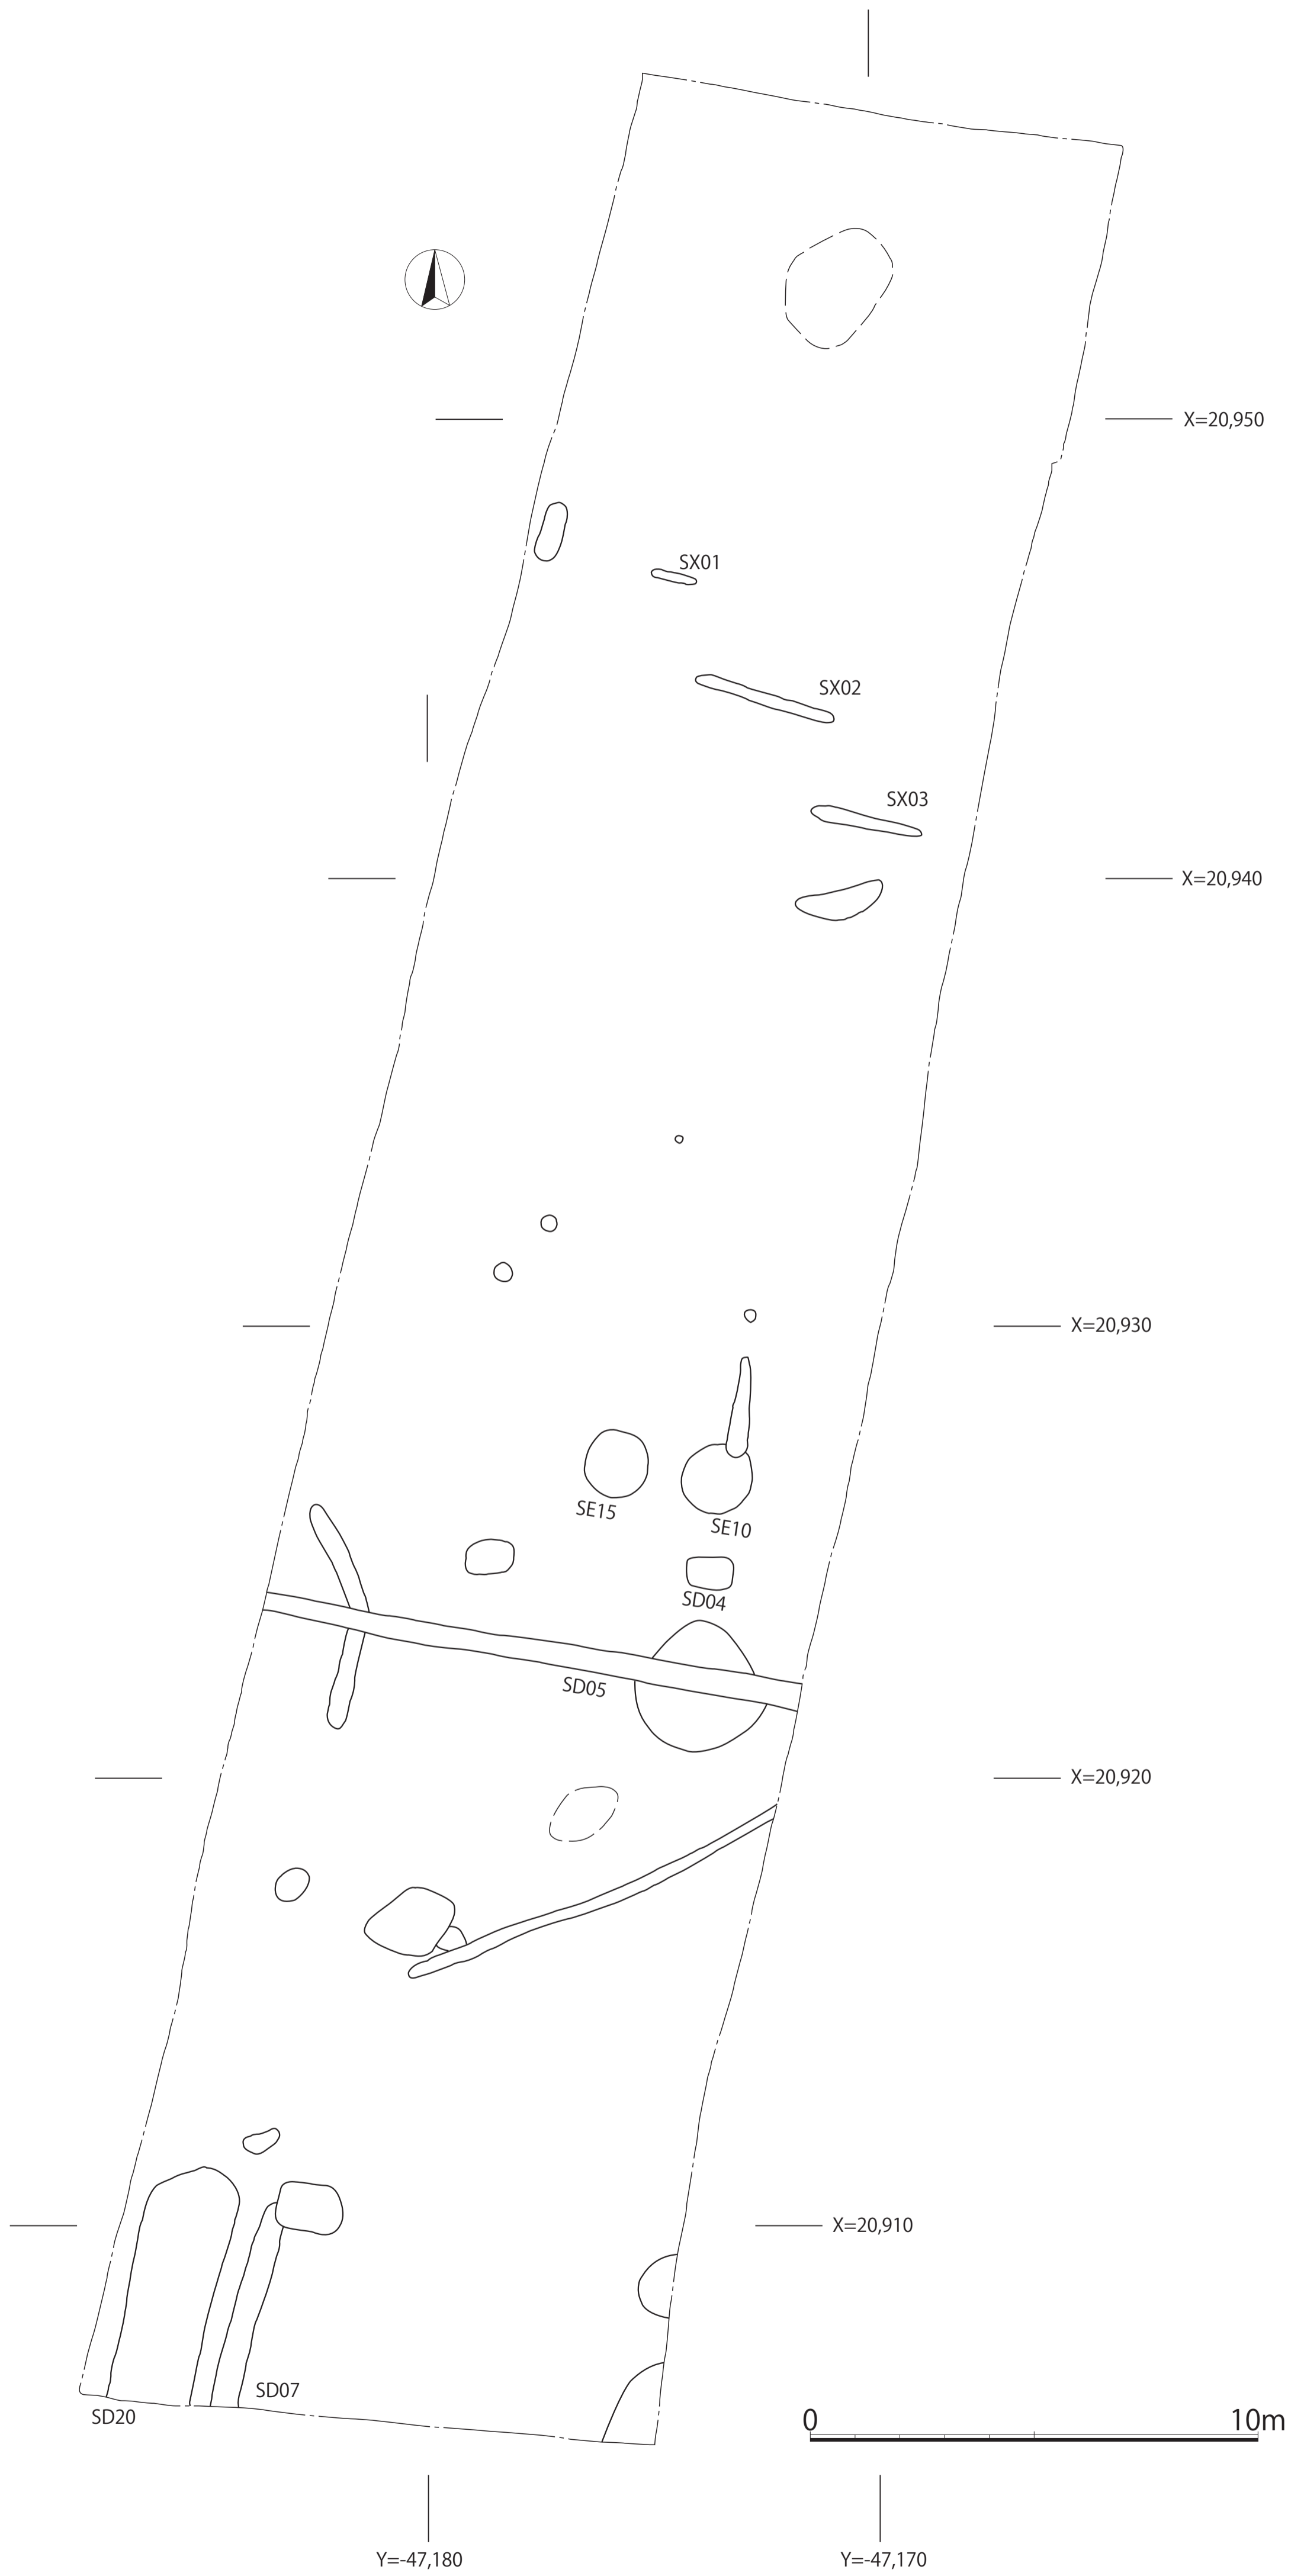 X=20,950
SX01
SX02
SX03
X=20,940
X=20,930
SE15
SE10
SD04
SD05
X=20,920
X=20,910
SD07
SD20
0 10m
Y=-47,180 Y=-47,170